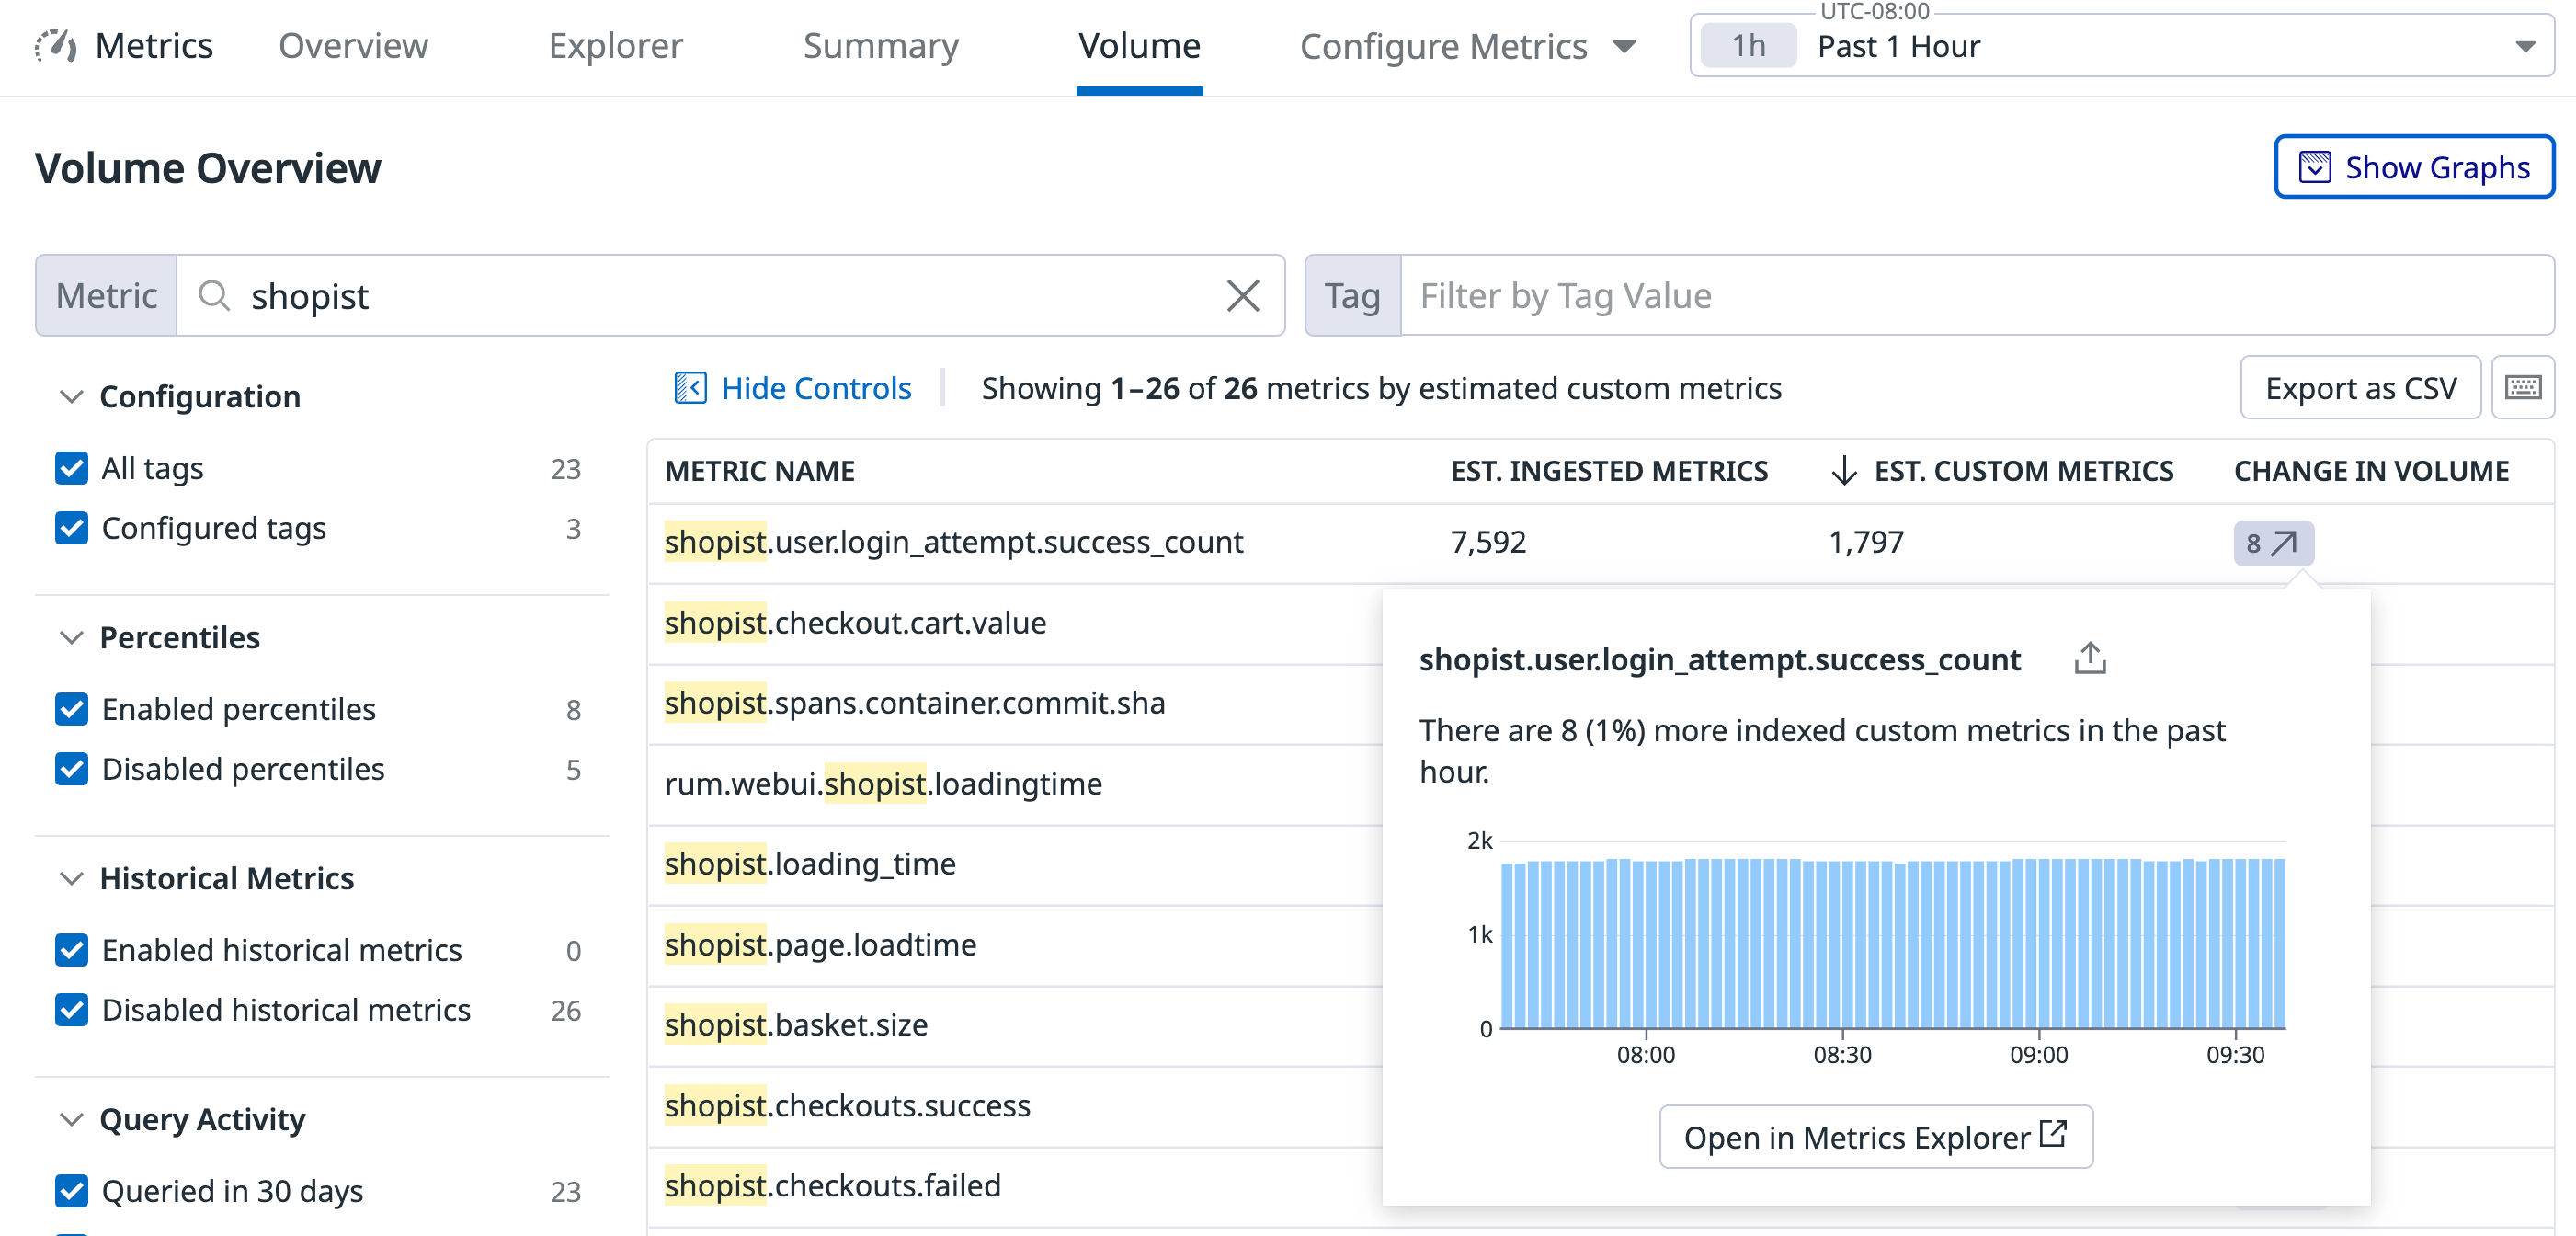 Metrics
Overview
Explorer
Summary
Volume
Configure Metrics
UTC-08:00
1h Past 1 Hour
Volume Overview
Show Graphs
Metric shopist
Tag Filter by Tag Value
Configuration
All tags 23
Configured tags 3
Percentiles
Enabled percentiles 8
Disabled percentiles 5
Historical Metrics
Enabled historical metrics 0
Disabled historical metrics 26
Query Activity
Queried in 30 days 23
Hide Controls
Showing 1–26 of 26 metrics by estimated custom metrics
Export as CSV
METRIC NAME EST. INGESTED METRICS EST. CUSTOM METRICS CHANGE IN VOLUME
shopist.user.login_attempt.success_count 7,592 1,797 8
shopist.checkout.cart.value
shopist.spans.container.commit.sha
rum.webui.shopist.loadingtime
shopist.loading_time
shopist.page.loadtime
shopist.basket.size
shopist.checkouts.success
shopist.checkouts.failed
shopist.user.login_attempt.success_count
There are 8 (1%) more indexed custom metrics in the past
hour.
2k
1k
0
08:00 08:30 09:00 09:30
Open in Metrics Explorer